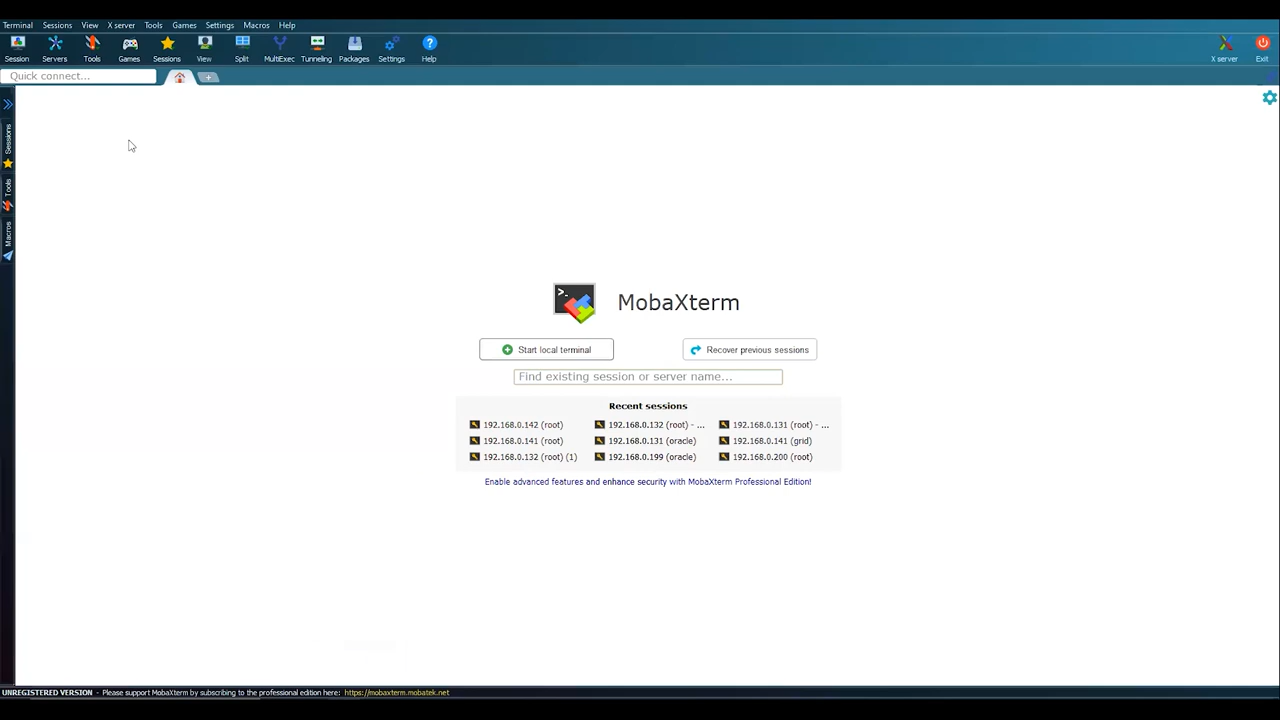 Terminal Sessions View X server Tools Games Settings Macros Help
Session Servers Tools Games Sessions View Split MultiExec Tunneling Packages Settings Help X server Exit
Quick connect...
Sessions
Tools
Macros
>_
MobaXterm
Start local terminal Recover previous sessions
Find existing session or server name...
Recent sessions
192.168.0.142 (root) 192.168.0.132 (root) - ... 192.168.0.131 (root) - ...
192.168.0.141 (root) 192.168.0.131 (oracle) 192.168.0.141 (grid)
192.168.0.132 (root) (1) 192.168.0.199 (oracle) 192.168.0.200 (root)
Enable advanced features and enhance security with MobaXterm Professional Edition!
UNREGISTERED VERSION - Please support MobaXterm by subscribing to the professional edition here: https://mobaxterm.mobatek.net